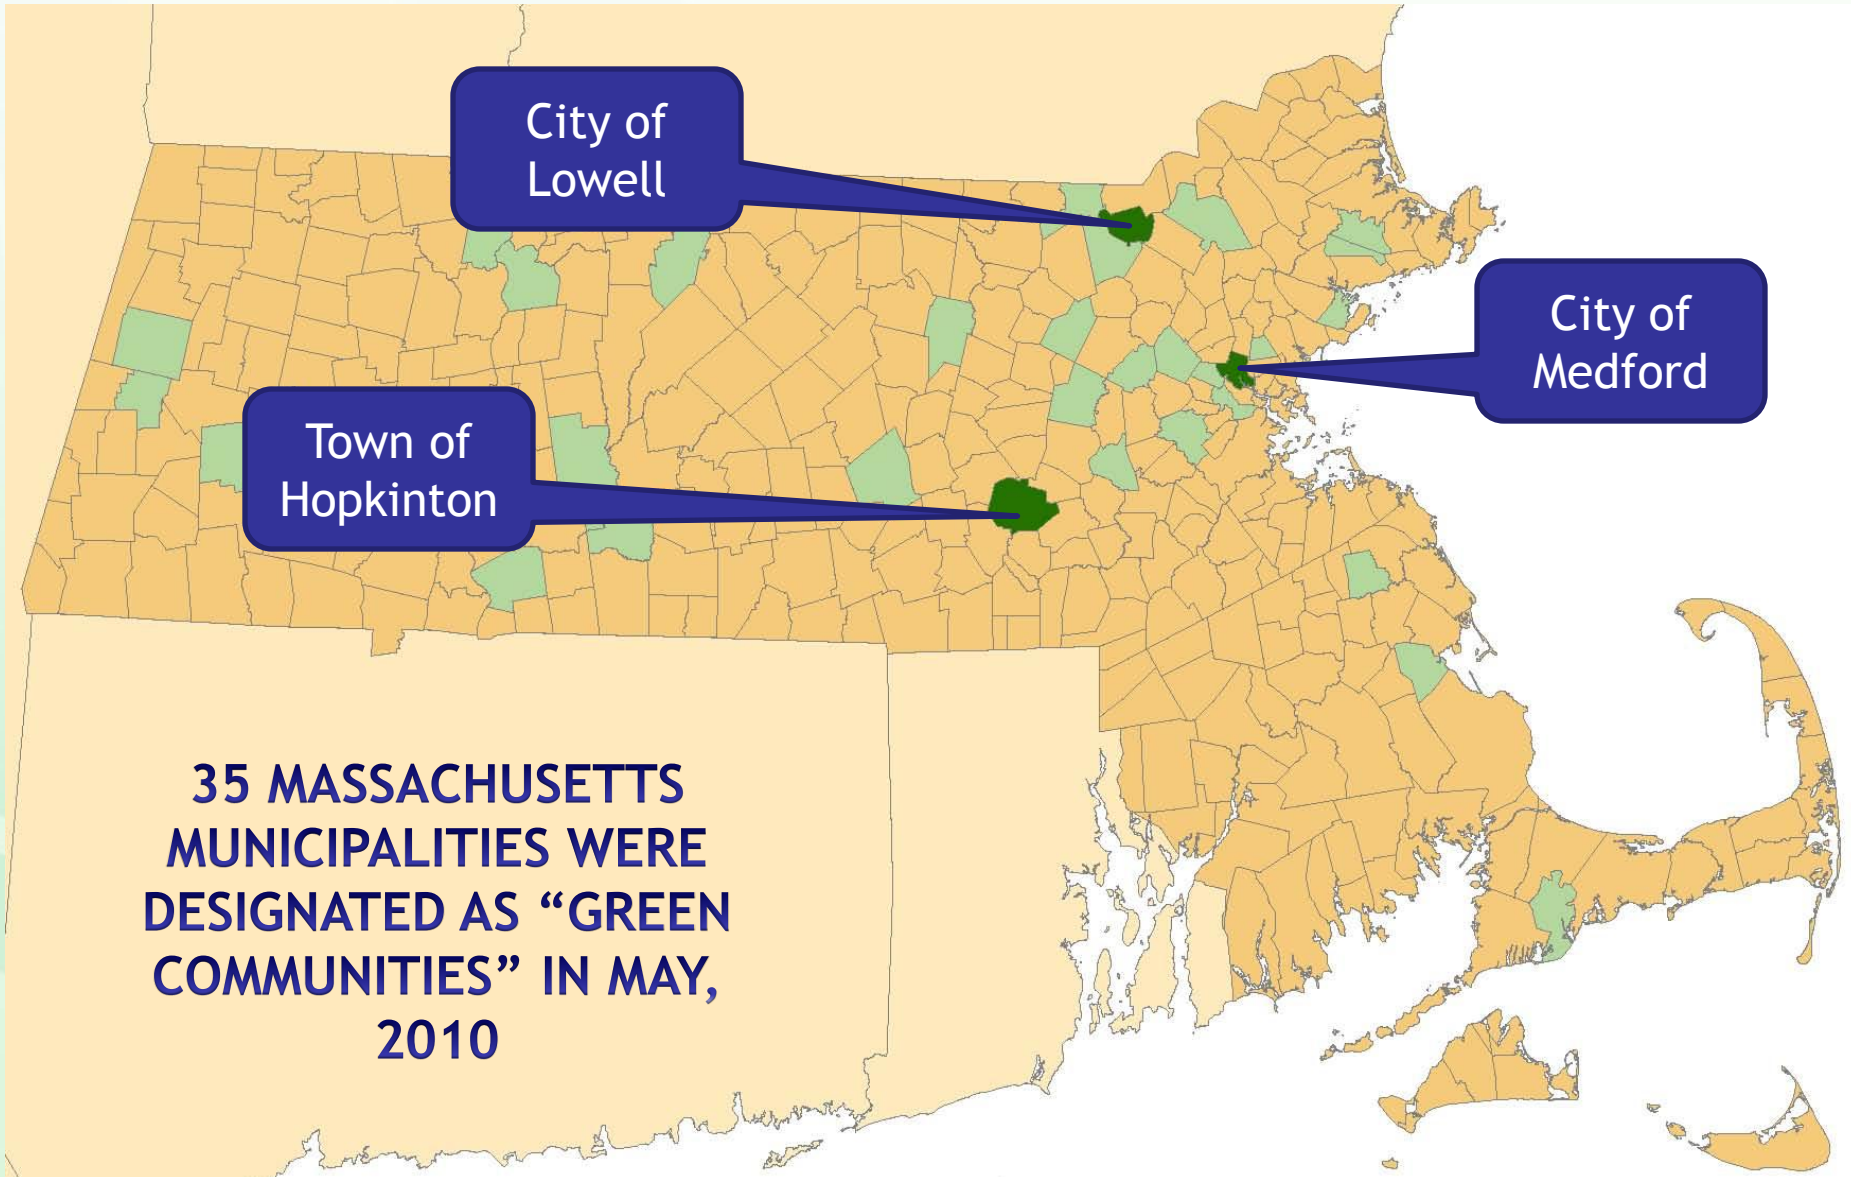 City of
Lowell
City of
Medford
Town of
Hopkinton
35 MASSACHUSETTS
MUNICIPALITIES WERE
DESIGNATED AS “GREEN
COMMUNITIES” IN MAY,
2010